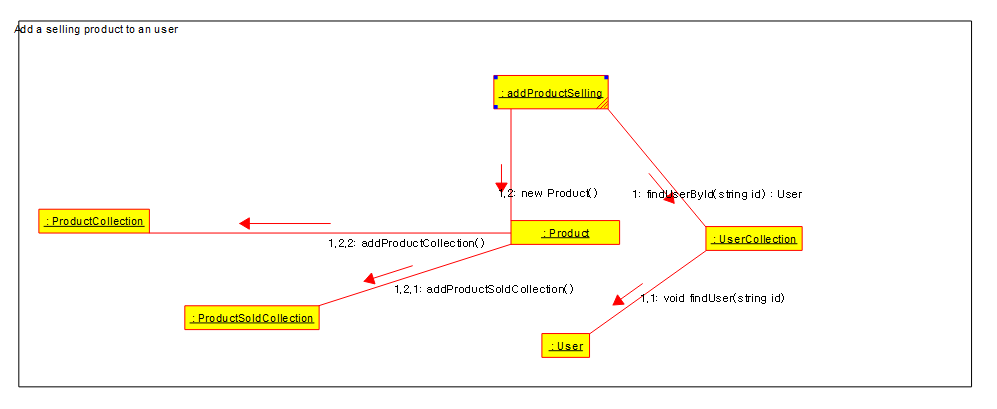 Add a selling product to an user
: addProductSelling
1,2: new Product()
1: findUserById(string id) : User
: ProductCollection
: Product
: UserCollection
1,2,2: addProductCollection()
1,2,1: addProductSoldCollection()
1,1: void findUser(string id)
: ProductSoldCollection
: User